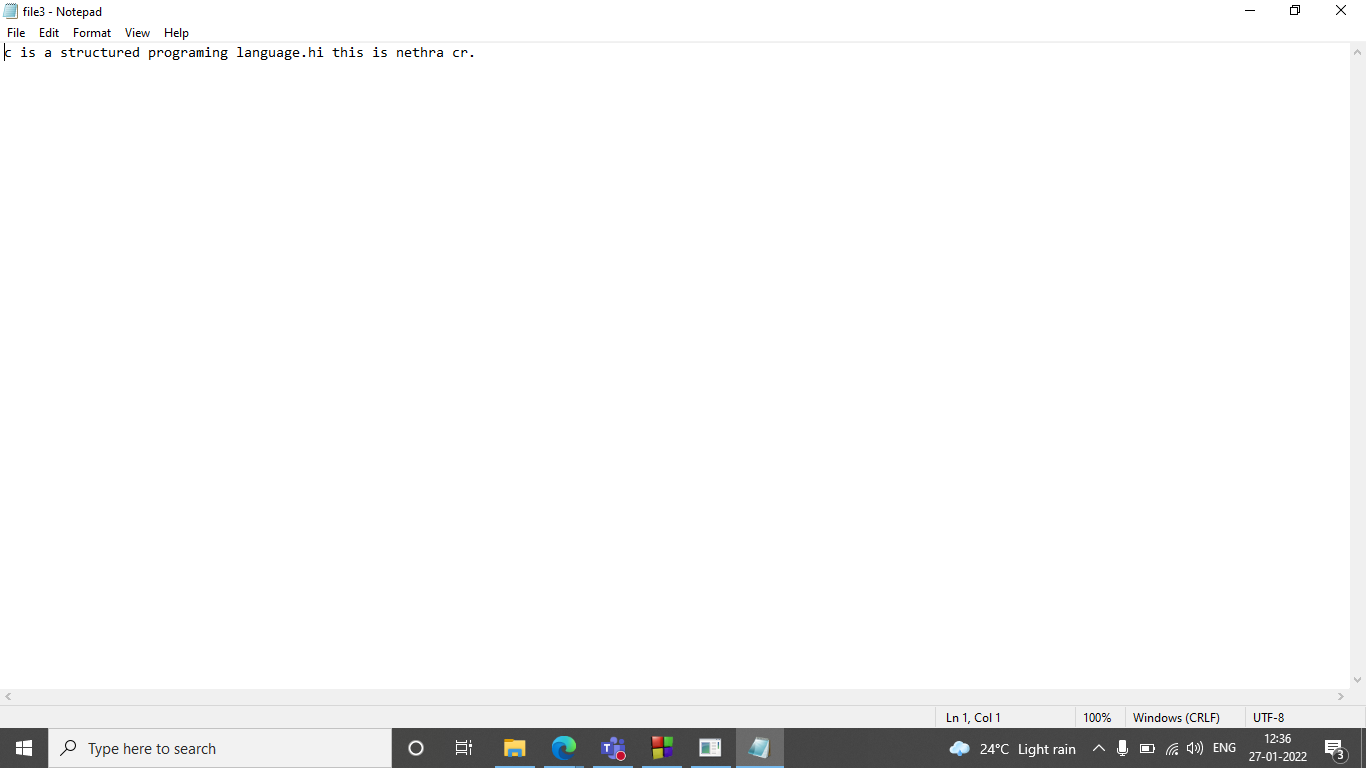 file3 - Notepad
File Edit Format View Help
c is a structured programing language.hi this is nethra cr.
Ln 1, Col 1 100% Windows (CRLF) UTF-8
Type here to search
24°C Light rain
ENG
12:36
27-01-2022
3